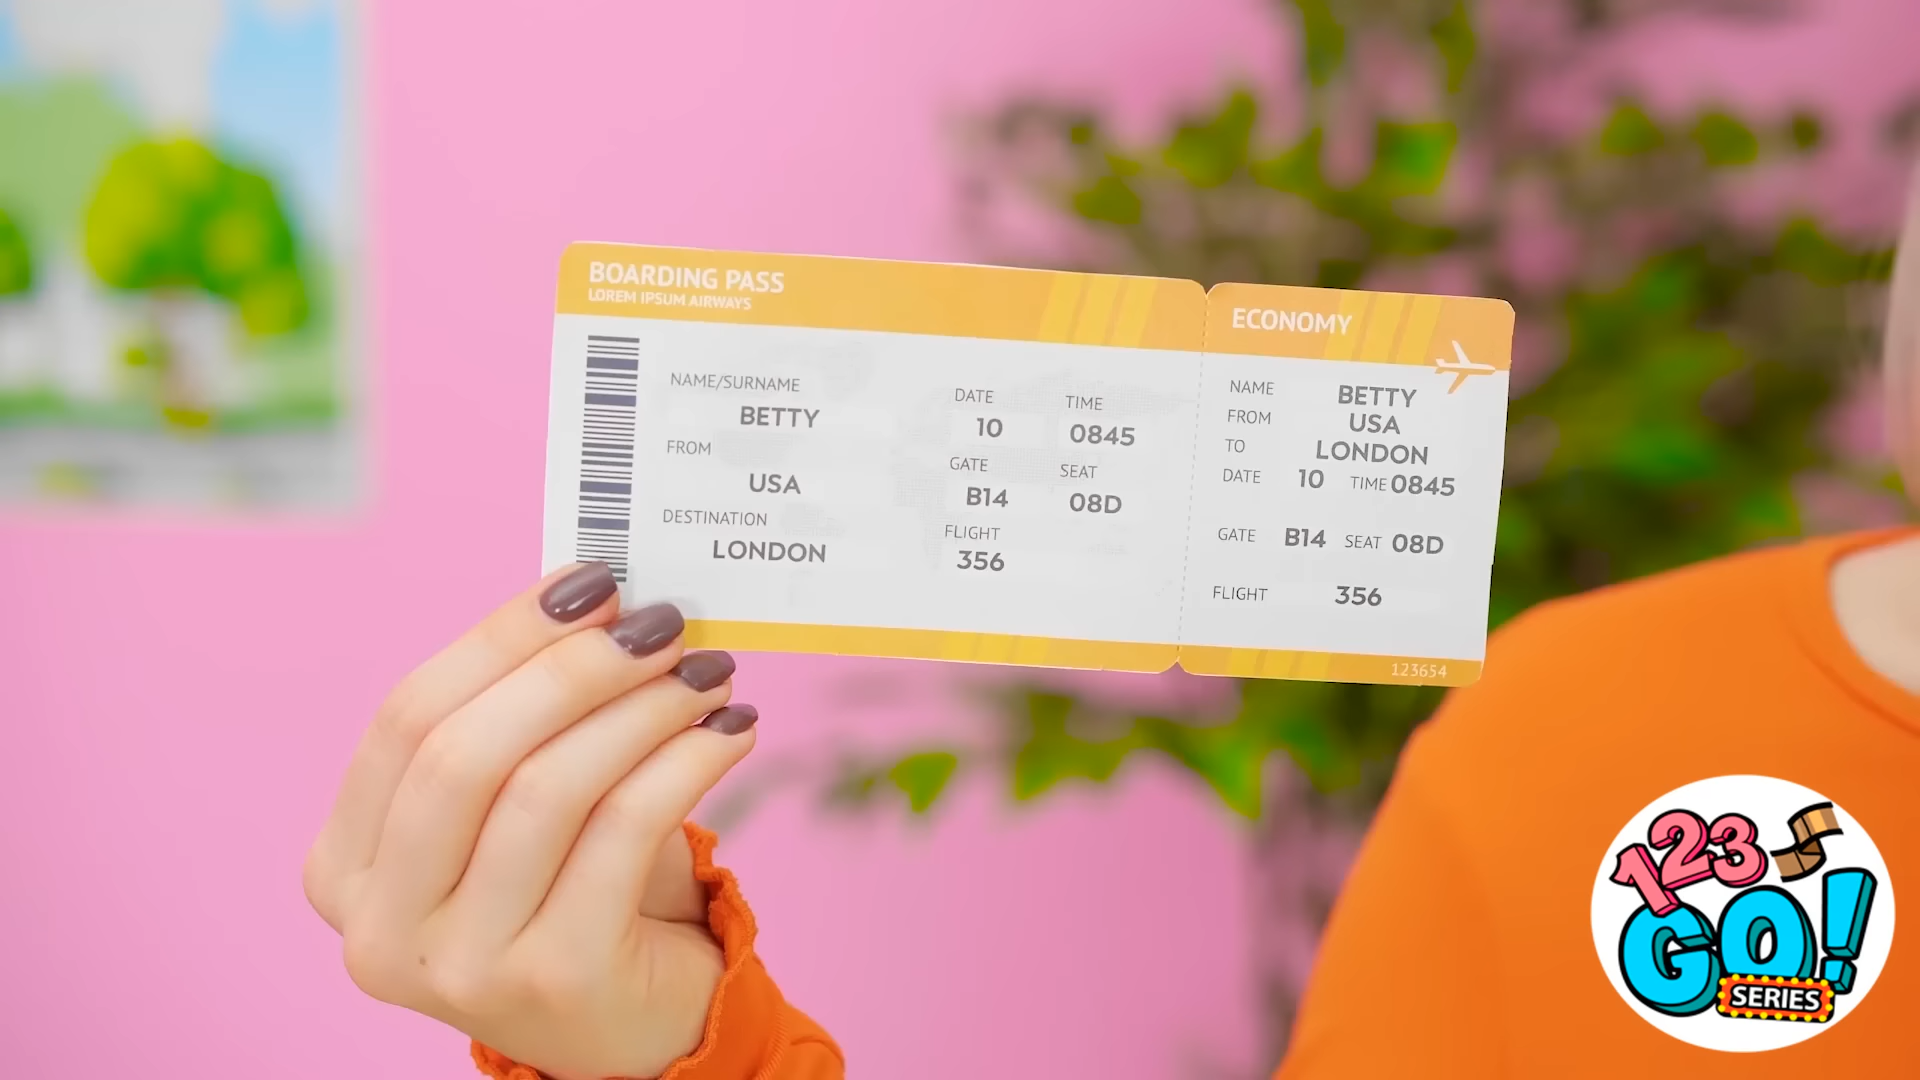 BOARDING PASS
LOREM IPSUM AIRWAYS
NAME/SURNAME
BETTY
FROM
USA
DESTINATION
LONDON
DATE TIME
10 0845
GATE SEAT
B14 08D
FLIGHT
356
ECONOMY
NAME BETTY
FROM USA
TO LONDON
DATE 10 TIME 0845
GATE B14 SEAT 08D
FLIGHT 356
123654
123
GO!
SERIES